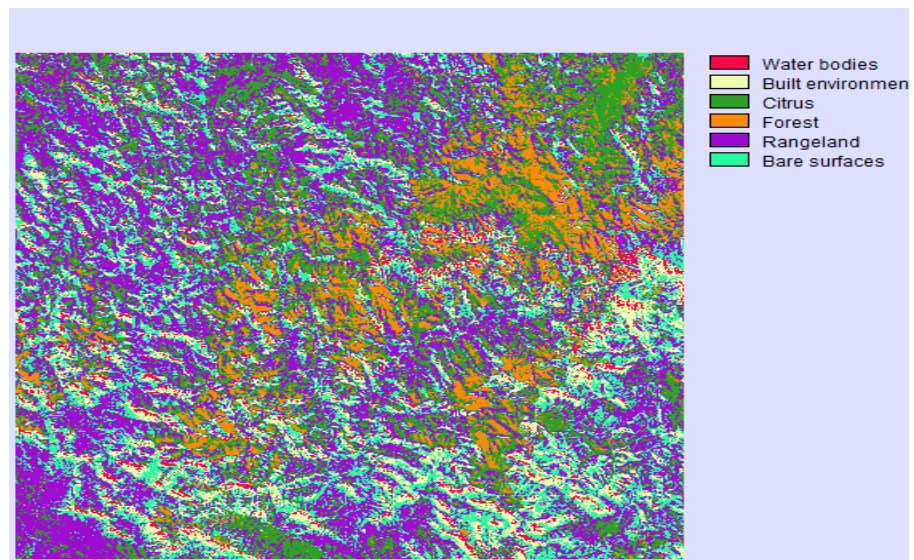 Water bodies
Built environmen
Citrus
Forest
Rangeland
Bare surfaces